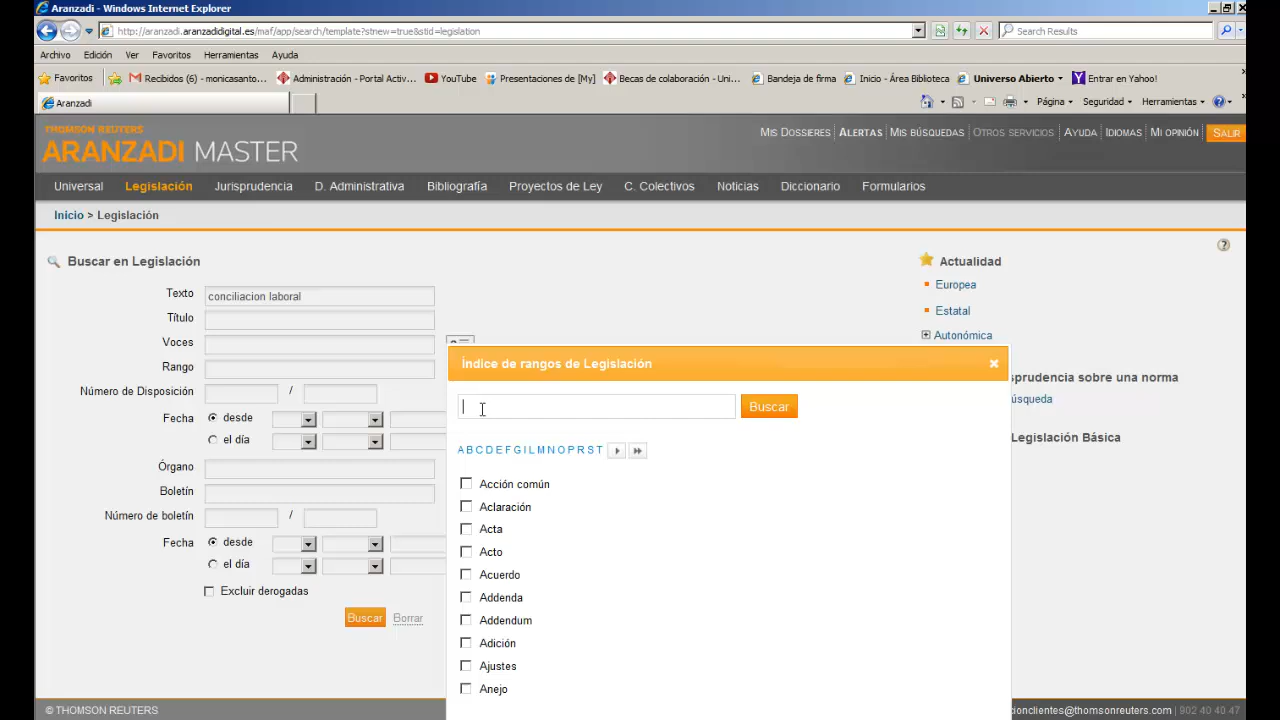 Aranzadi - Windows Internet Explorer
http://aranzadi.aranzadidigital.es/maf/app/search/template?stnew=true&stid=legislation
Search Results
Archivo Edición Ver Favoritos Herramientas Ayuda
Favoritos Recibidos (6) - monicasanto... Administración - Portal Activ... YouTube Presentaciones de [My] Becas de colaboración - Uni... Bandeja de firma Inicio - Área Biblioteca Universo Abierto Entrar en Yahoo!
Aranzadi
Página Seguridad Herramientas
THOMSON REUTERS
ARANZADI MASTER
MIS DOSSIERES ALERTAS MIS BÚSQUEDAS OTROS SERVICIOS AYUDA IDIOMAS MI OPINIÓN SALIR
Universal Legislación Jurisprudencia D. Administrativa Bibliografía Proyectos de Ley C. Colectivos Noticias Diccionario Formularios
Inicio > Legislación
Buscar en Legislación
Texto conciliacion laboral
Título
Voces
Rango
Número de Disposición /
Fecha desde
el día
Órgano
Boletín
Número de boletín /
Fecha desde
el día
Excluir derogadas
Buscar Borrar
Índice de rangos de Legislación
Buscar
A B C D E F G I L M N O P R S T
Acción común
Aclaración
Acta
Acto
Acuerdo
Addenda
Addendum
Adición
Ajustes
Anejo
?
Actualidad
Europea
Estatal
Autonómica
sprudencia sobre una norma
úsqueda
Legislación Básica
© THOMSON REUTERS
cionclientes@thomsonreuters.com | 902 40 40 47